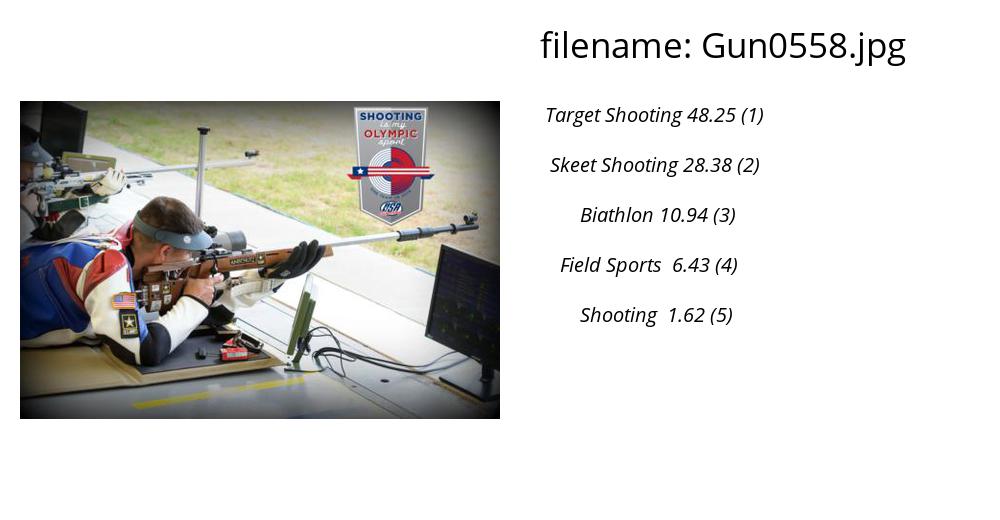 filename: Gun0558.jpg
Target Shooting 48.25 (1)
Skeet Shooting 28.38 (2)
Biathlon 10.94 (3)
Field Sports 6.43 (4)
Shooting 1.62 (5)
SHOOTING
is my
OLYMPIC
sport
USA
ANSCHÜTZ